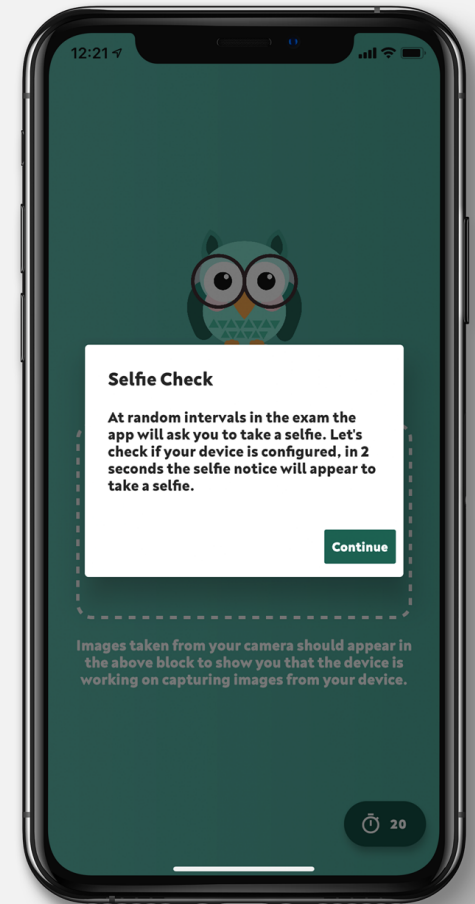 12:21
Selfie Check
At random intervals in the exam the
app will ask you to take a selfie. Let's
check if your device is configured, in 2
seconds the selfie notice will appear to
take a selfie.
Continue
Images taken from your camera should appear in
the above block to show you that the device is
working on capturing images from your device.
20